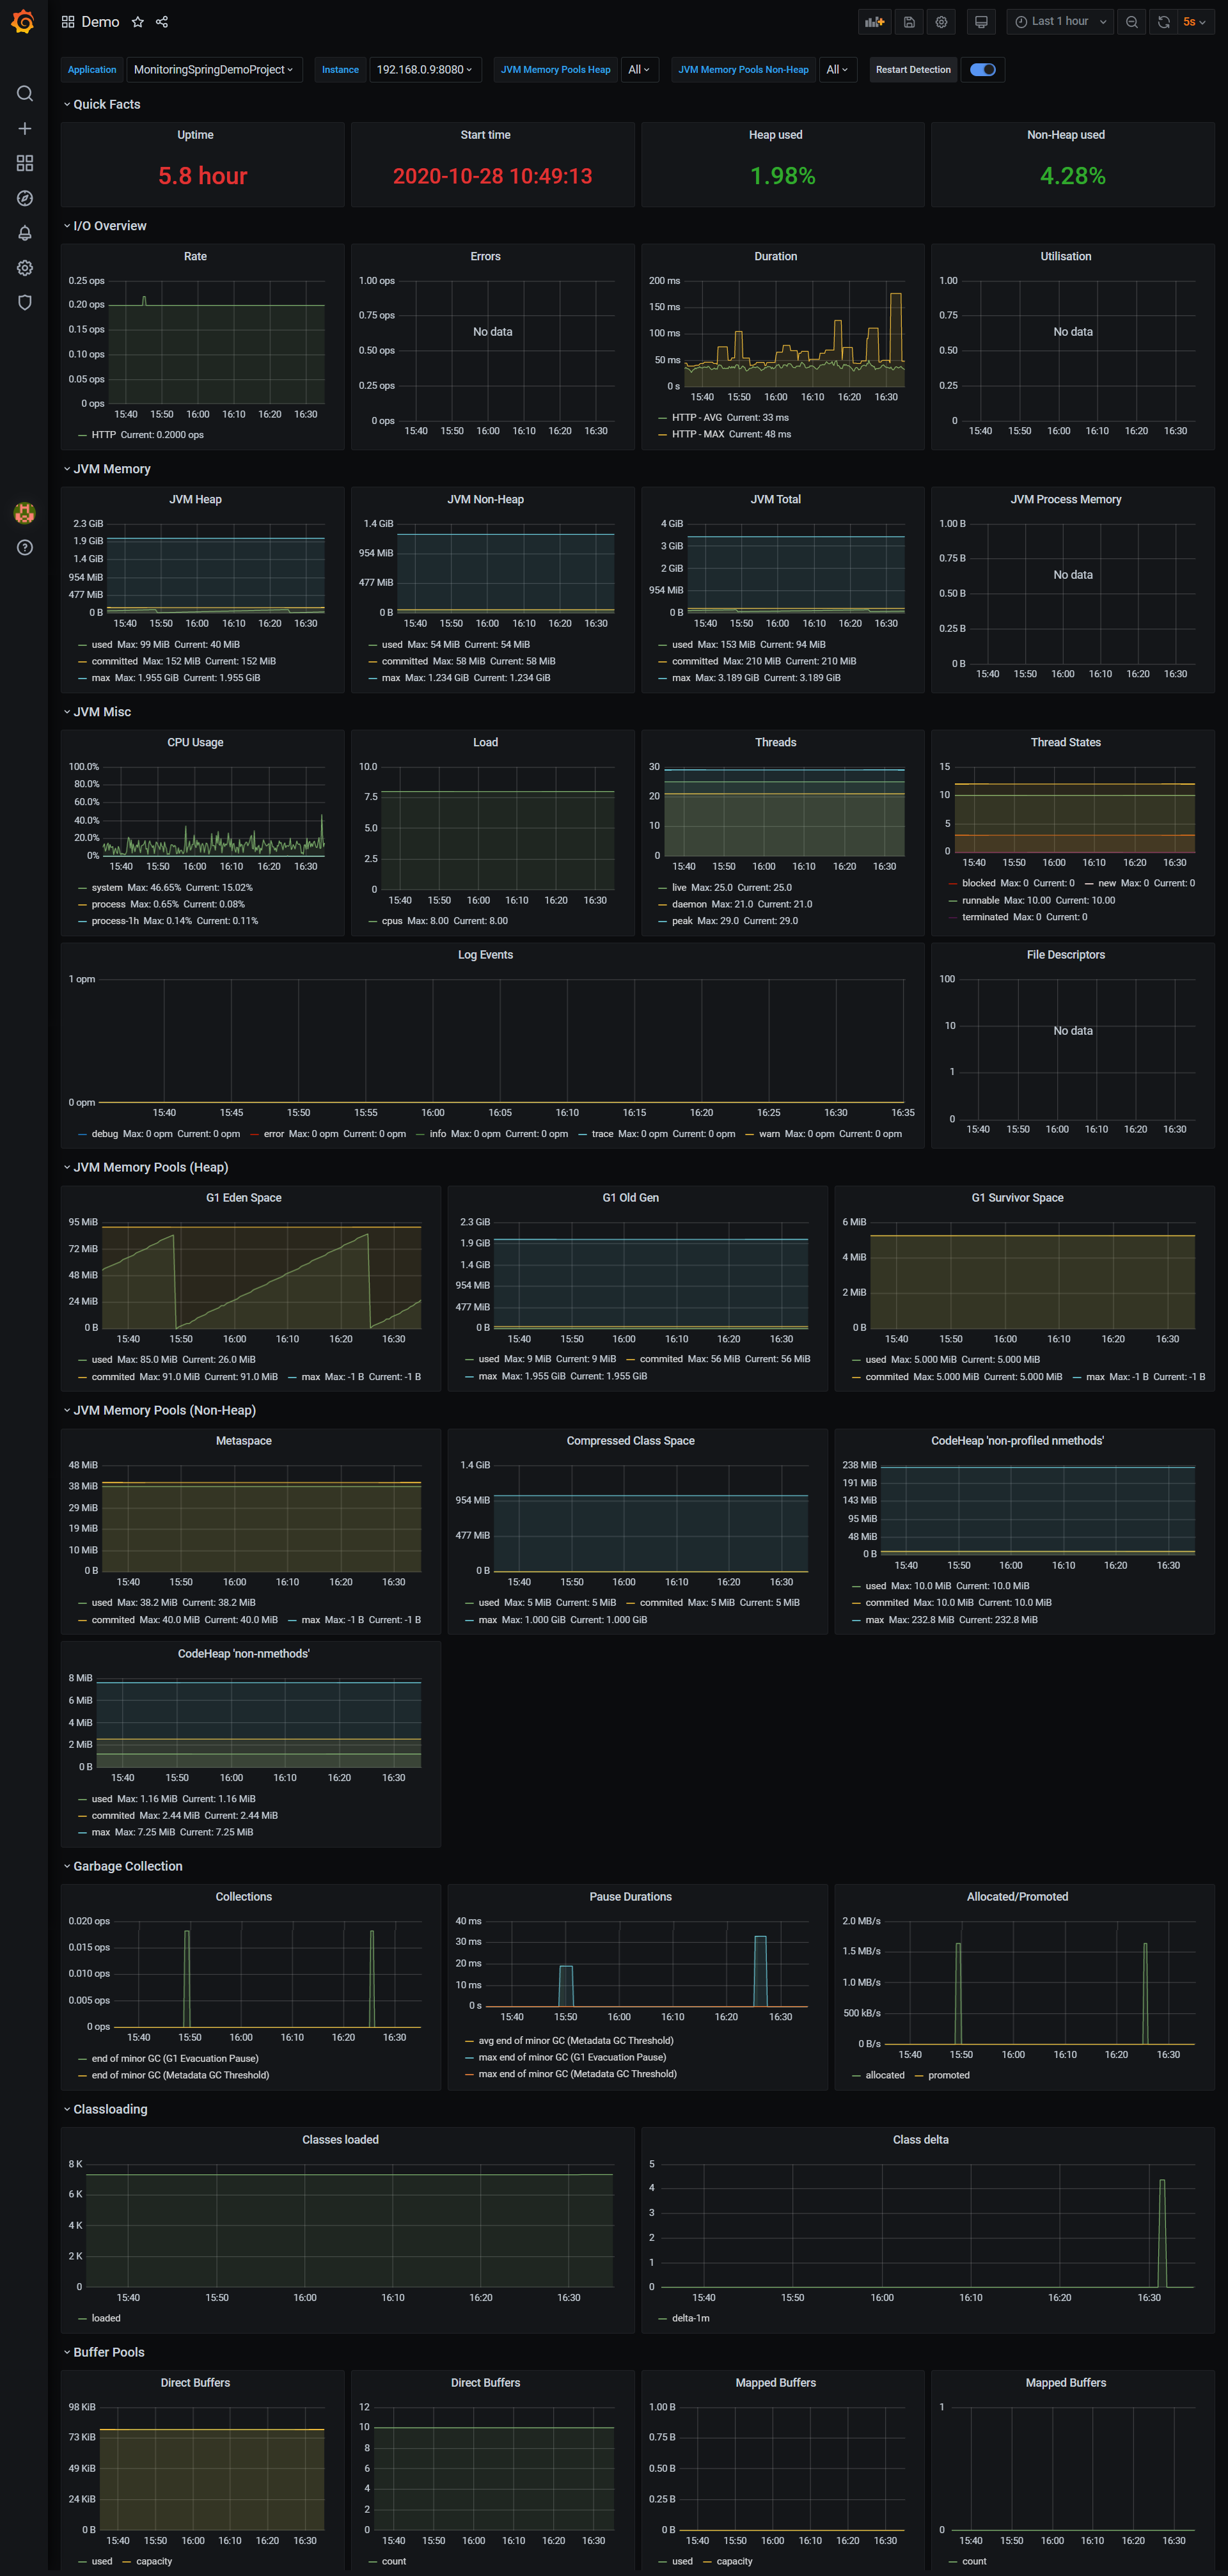 Demo
Last 1 hour
5s
Application MonitoringSpringDemoProject Instance 192.168.0.9:8080 JVM Memory Pools Heap All JVM Memory Pools Non-Heap All Restart Detection
Quick Facts
Uptime
5.8 hour
Start time
2020-10-28 10:49:13
Heap used
1.98%
Non-Heap used
4.28%
I/O Overview
Rate
0.25 ops
0.20 ops
0.15 ops
0.10 ops
0.05 ops
0 ops
15:40 15:50 16:00 16:10 16:20 16:30
HTTP Current: 0.2000 ops
Errors
1.00 ops
0.75 ops
0.50 ops
0.25 ops
0 ops
No data
15:40 15:50 16:00 16:10 16:20 16:30
Duration
200 ms
150 ms
100 ms
50 ms
0 s
15:40 15:50 16:00 16:10 16:20 16:30
HTTP - AVG Current: 33 ms
HTTP - MAX Current: 48 ms
Utilisation
1.00
0.75
0.50
0.25
0
No data
15:40 15:50 16:00 16:10 16:20 16:30
JVM Memory
JVM Heap
2.3 GiB
1.9 GiB
1.4 GiB
954 MiB
477 MiB
0 B
15:40 15:50 16:00 16:10 16:20 16:30
used Max: 99 MiB Current: 40 MiB
committed Max: 152 MiB Current: 152 MiB
max Max: 1.955 GiB Current: 1.955 GiB
JVM Non-Heap
1.4 GiB
954 MiB
477 MiB
0 B
15:40 15:50 16:00 16:10 16:20 16:30
used Max: 54 MiB Current: 54 MiB
committed Max: 58 MiB Current: 58 MiB
max Max: 1.234 GiB Current: 1.234 GiB
JVM Total
4 GiB
3 GiB
2 GiB
954 MiB
0 B
15:40 15:50 16:00 16:10 16:20 16:30
used Max: 153 MiB Current: 94 MiB
committed Max: 210 MiB Current: 210 MiB
max Max: 3.189 GiB Current: 3.189 GiB
JVM Process Memory
1.00 B
0.75 B
0.50 B
0.25 B
0 B
No data
15:40 15:50 16:00 16:10 16:20 16:30
JVM Misc
CPU Usage
100.0%
80.0%
60.0%
40.0%
20.0%
0%
15:40 15:50 16:00 16:10 16:20 16:30
system Max: 46.65% Current: 15.02%
process Max: 0.65% Current: 0.08%
process-1h Max: 0.14% Current: 0.11%
Load
10.0
7.5
5.0
2.5
0
15:40 15:50 16:00 16:10 16:20 16:30
cpus Max: 8.00 Current: 8.00
Threads
30
20
10
0
15:40 15:50 16:00 16:10 16:20 16:30
live Max: 25.0 Current: 25.0
daemon Max: 21.0 Current: 21.0
peak Max: 29.0 Current: 29.0
Thread States
15
10
5
0
15:40 15:50 16:00 16:10 16:20 16:30
blocked Max: 0 Current: 0 new Max: 0 Current: 0
runnable Max: 10.00 Current: 10.00
terminated Max: 0 Current: 0
Log Events
1 opm
0 opm
15:40 15:45 15:50 15:55 16:00 16:05 16:10 16:15 16:20 16:25 16:30 16:35
debug Max: 0 opm Current: 0 opm error Max: 0 opm Current: 0 opm info Max: 0 opm Current: 0 opm trace Max: 0 opm Current: 0 opm warn Max: 0 opm Current: 0 opm
File Descriptors
100
10
1
0
No data
15:40 15:50 16:00 16:10 16:20 16:30
JVM Memory Pools (Heap)
G1 Eden Space
95 MiB
72 MiB
48 MiB
24 MiB
0 B
15:40 15:50 16:00 16:10 16:20 16:30
used Max: 85.0 MiB Current: 26.0 MiB
commited Max: 91.0 MiB Current: 91.0 MiB max Max: -1 B Current: -1 B
G1 Old Gen
2.3 GiB
1.9 GiB
1.4 GiB
954 MiB
477 MiB
0 B
15:40 15:50 16:00 16:10 16:20 16:30
used Max: 9 MiB Current: 9 MiB commited Max: 56 MiB Current: 56 MiB
max Max: 1.955 GiB Current: 1.955 GiB
G1 Survivor Space
6 MiB
4 MiB
2 MiB
0 B
15:40 15:50 16:00 16:10 16:20 16:30
used Max: 5.000 MiB Current: 5.000 MiB
commited Max: 5.000 MiB Current: 5.000 MiB max Max: -1 B Current: -1 B
JVM Memory Pools (Non-Heap)
Metaspace
48 MiB
38 MiB
29 MiB
19 MiB
10 MiB
0 B
15:40 15:50 16:00 16:10 16:20 16:30
used Max: 38.2 MiB Current: 38.2 MiB
commited Max: 40.0 MiB Current: 40.0 MiB max Max: -1 B Current: -1 B
Compressed Class Space
1.4 GiB
954 MiB
477 MiB
0 B
15:40 15:50 16:00 16:10 16:20 16:30
used Max: 5 MiB Current: 5 MiB commited Max: 5 MiB Current: 5 MiB
max Max: 1.000 GiB Current: 1.000 GiB
CodeHeap 'non-profiled nmethods'
238 MiB
191 MiB
143 MiB
95 MiB
48 MiB
0 B
15:40 15:50 16:00 16:10 16:20 16:30
used Max: 10.0 MiB Current: 10.0 MiB
commited Max: 10.0 MiB Current: 10.0 MiB
max Max: 232.8 MiB Current: 232.8 MiB
CodeHeap 'non-nmethods'
8 MiB
6 MiB
4 MiB
2 MiB
0 B
15:40 15:50 16:00 16:10 16:20 16:30
used Max: 1.16 MiB Current: 1.16 MiB
commited Max: 2.44 MiB Current: 2.44 MiB
max Max: 7.25 MiB Current: 7.25 MiB
Garbage Collection
Collections
0.020 ops
0.015 ops
0.010 ops
0.005 ops
0 ops
15:40 15:50 16:00 16:10 16:20 16:30
end of minor GC (G1 Evacuation Pause)
end of minor GC (Metadata GC Threshold)
Pause Durations
40 ms
30 ms
20 ms
10 ms
0 s
15:40 15:50 16:00 16:10 16:20 16:30
avg end of minor GC (Metadata GC Threshold)
max end of minor GC (G1 Evacuation Pause)
max end of minor GC (Metadata GC Threshold)
Allocated/Promoted
2.0 MB/s
1.5 MB/s
1.0 MB/s
500 kB/s
0 B/s
15:40 15:50 16:00 16:10 16:20 16:30
allocated promoted
Classloading
Classes loaded
8 K
6 K
4 K
2 K
0
15:40 15:50 16:00 16:10 16:20 16:30
loaded
Class delta
5
4
3
2
1
0
15:40 15:50 16:00 16:10 16:20 16:30
delta-1m
Buffer Pools
Direct Buffers
98 KiB
73 KiB
49 KiB
24 KiB
0 B
15:40 15:50 16:00 16:10 16:20 16:30
used capacity
Direct Buffers
12
10
8
6
4
2
0
15:40 15:50 16:00 16:10 16:20 16:30
count
Mapped Buffers
1.00 B
0.75 B
0.50 B
0.25 B
0 B
15:40 15:50 16:00 16:10 16:20 16:30
used capacity
Mapped Buffers
1
0
15:40 15:50 16:00 16:10 16:20 16:30
count